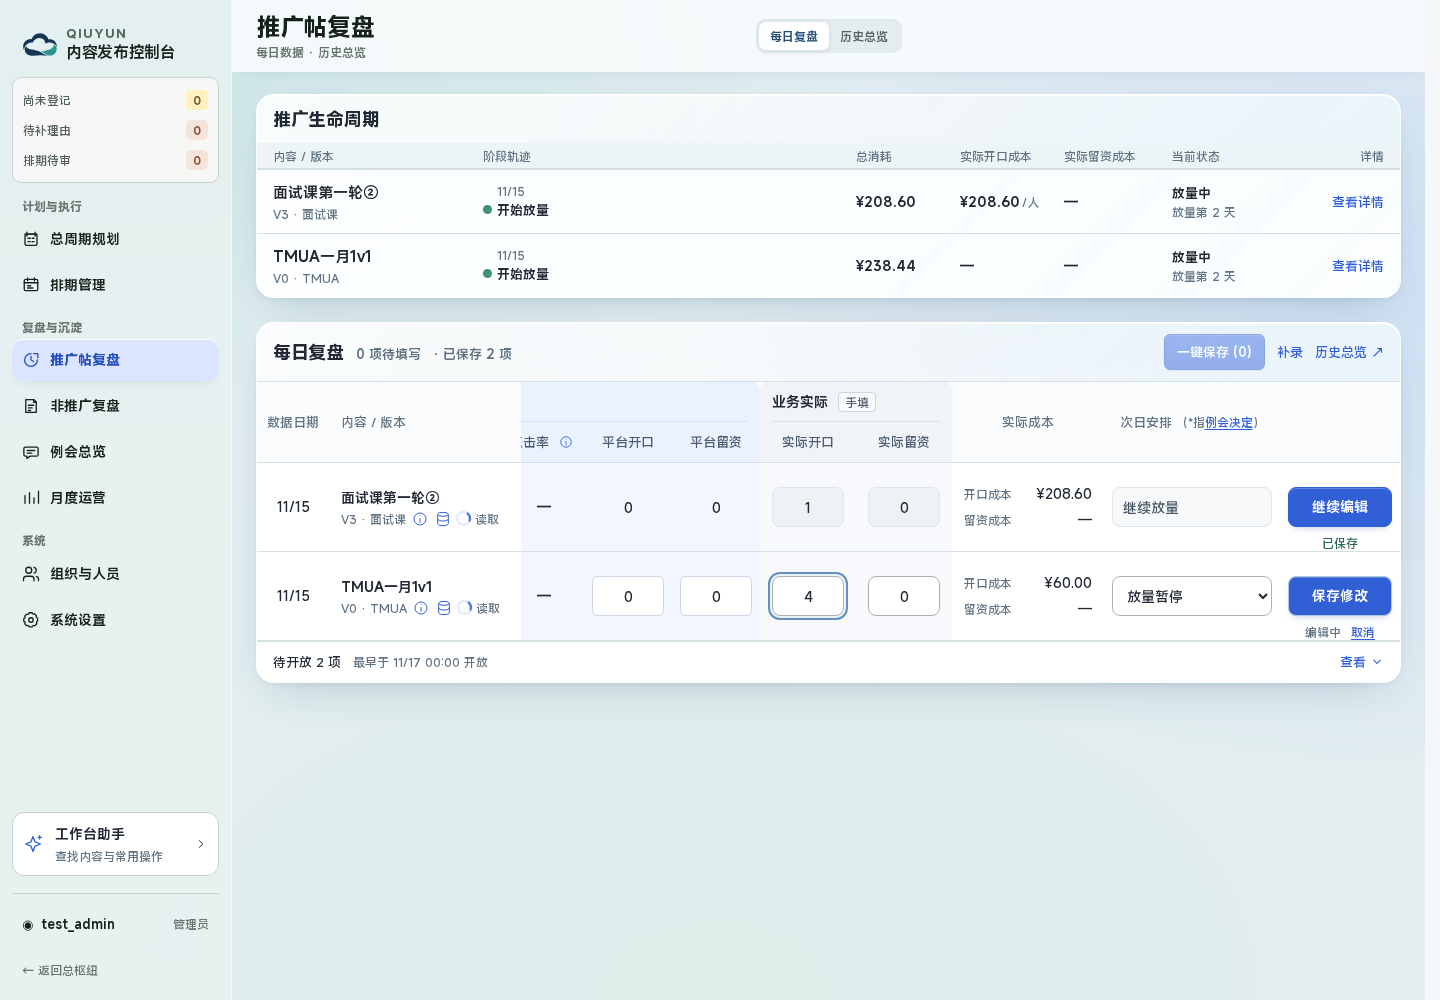 QIUYUN
内容发布控制台
尚未登记 0
待补理由 0
排期待审 0
计划与执行
总周期规划
排期管理
复盘与沉淀
推广帖复盘
非推广复盘
例会总览
月度运营
系统
组织与人员
系统设置
工作台助手
查找内容与常用操作
test_admin 管理员
← 返回总枢纽
推广帖复盘
每日数据 · 历史总览
每日复盘 历史总览
推广生命周期
内容 / 版本 阶段轨迹 总消耗 实际开口成本 实际留资成本 当前状态 详情
面试课第一轮②
V3 · 面试课
11/15
开始放量
¥208.60 ¥208.60 /人 —
放量中
放量第 2 天
查看详情
TMUA一月1v1
V0 · TMUA
11/15
开始放量
¥238.44 — —
放量中
放量第 2 天
查看详情
每日复盘 0 项待填写 · 已保存 2 项
一键保存 (0) 补录 历史总览 ↗
业务实际 手填
数据日期 内容 / 版本 击率 平台开口 平台留资 实际开口 实际留资 实际成本 次日安排 (*指例会决定)
11/15
面试课第一轮②
V3 · 面试课 读取
— 0 0 1 0
开口成本 ¥208.60
留资成本 —
继续放量
继续编辑
已保存
11/15
TMUA一月1v1
V0 · TMUA 读取
— 0 0 4 0
开口成本 ¥60.00
留资成本 —
放量暂停
保存修改
编辑中 取消
待开放 2 项 最早于 11/17 00:00 开放
查看